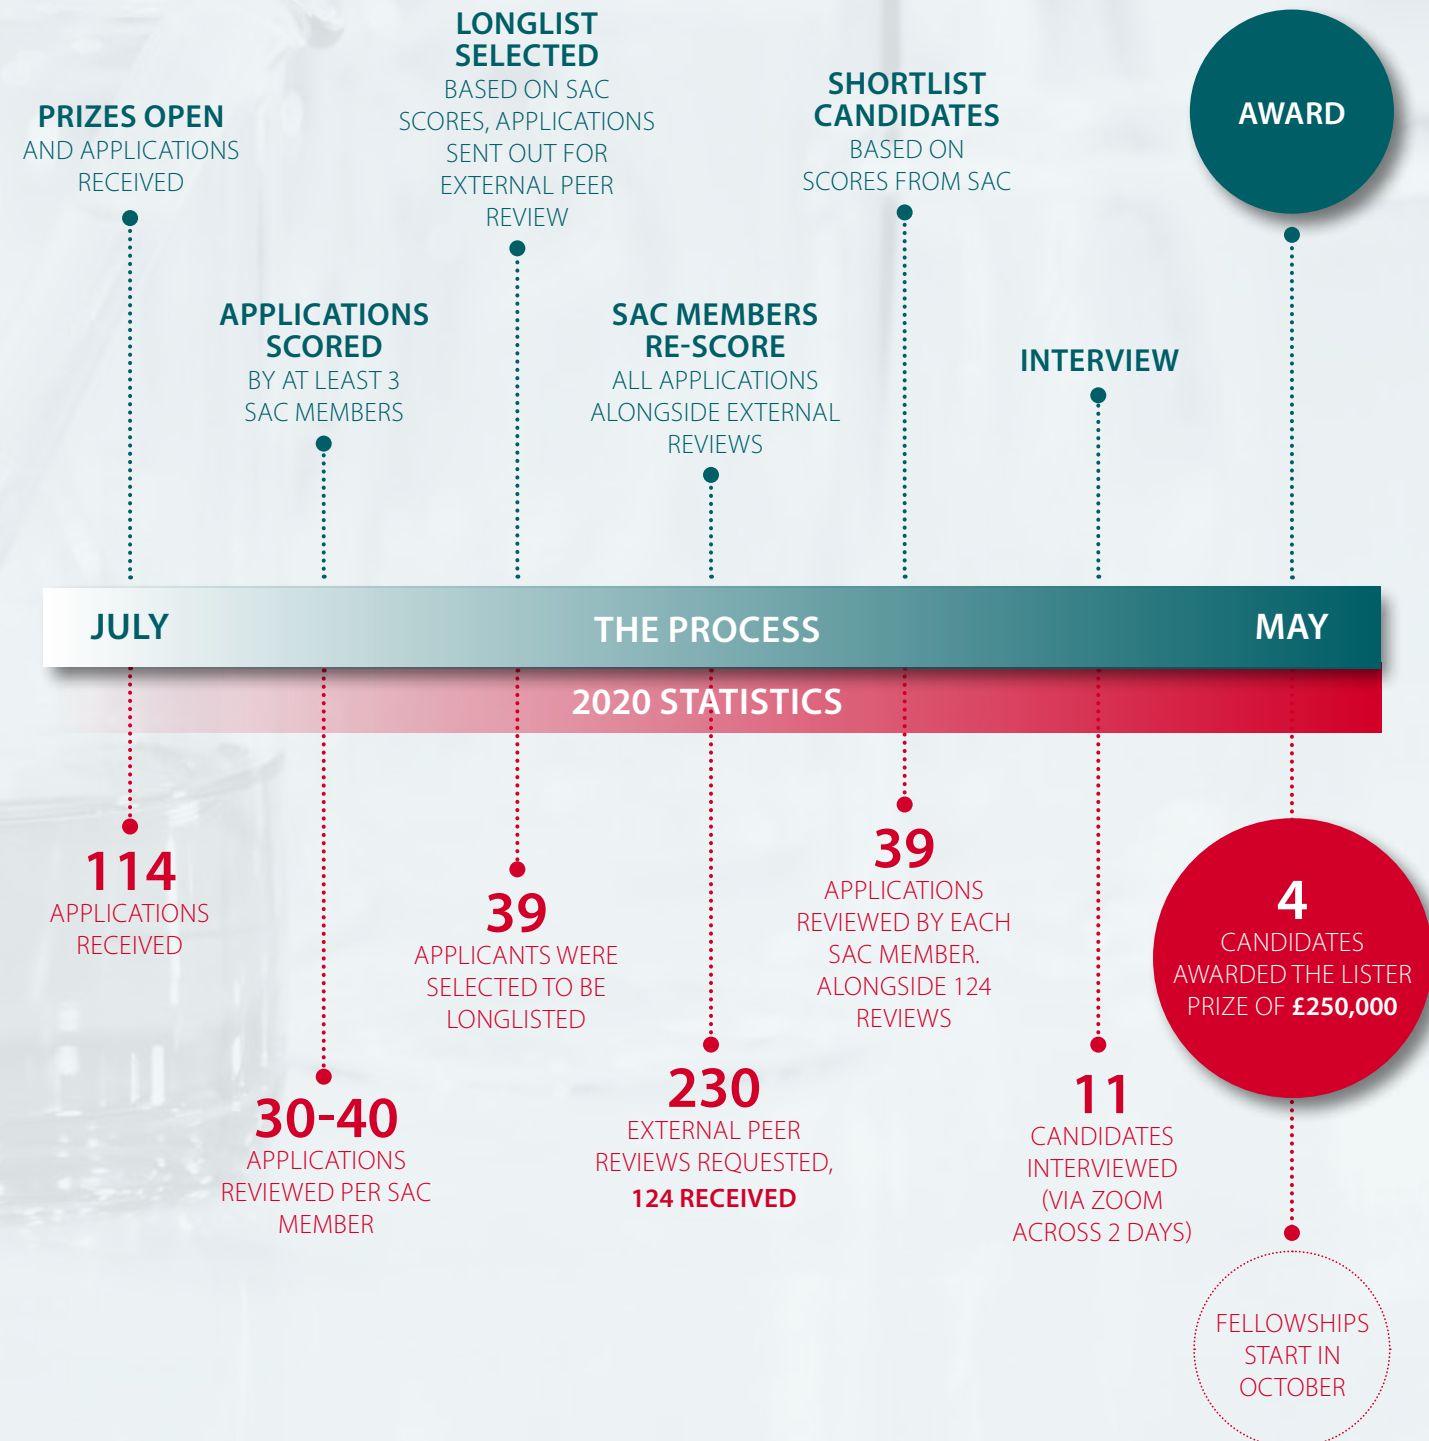 PRIZES OPEN
AND APPLICATIONS
RECEIVED
APPLICATIONS
SCORED
BY AT LEAST 3
SAC MEMBERS
LONGLIST
SELECTED
BASED ON SAC
SCORES, APPLICATIONS
SENT OUT FOR
EXTERNAL PEER
REVIEW
SAC MEMBERS
RE-SCORE
ALL APPLICATIONS
ALONGSIDE EXTERNAL
REVIEWS
SHORTLIST
CANDIDATES
BASED ON
SCORES FROM SAC
INTERVIEW
AWARD
JULY
THE PROCESS
MAY
2020 STATISTICS
114
APPLICATIONS
RECEIVED
30-40
APPLICATIONS
REVIEWED PER SAC
MEMBER
39
APPLICANTS WERE
SELECTED TO BE
LONGLISTED
230
EXTERNAL PEER
REVIEWS REQUESTED,
124 RECEIVED
39
APPLICATIONS
REVIEWED BY EACH
SAC MEMBER.
ALONGSIDE 124
REVIEWS
11
CANDIDATES
INTERVIEWED
(VIA ZOOM
ACROSS 2 DAYS)
4
CANDIDATES
AWARDED THE LISTER
PRIZE OF £250,000
FELLOWSHIPS
START IN
OCTOBER